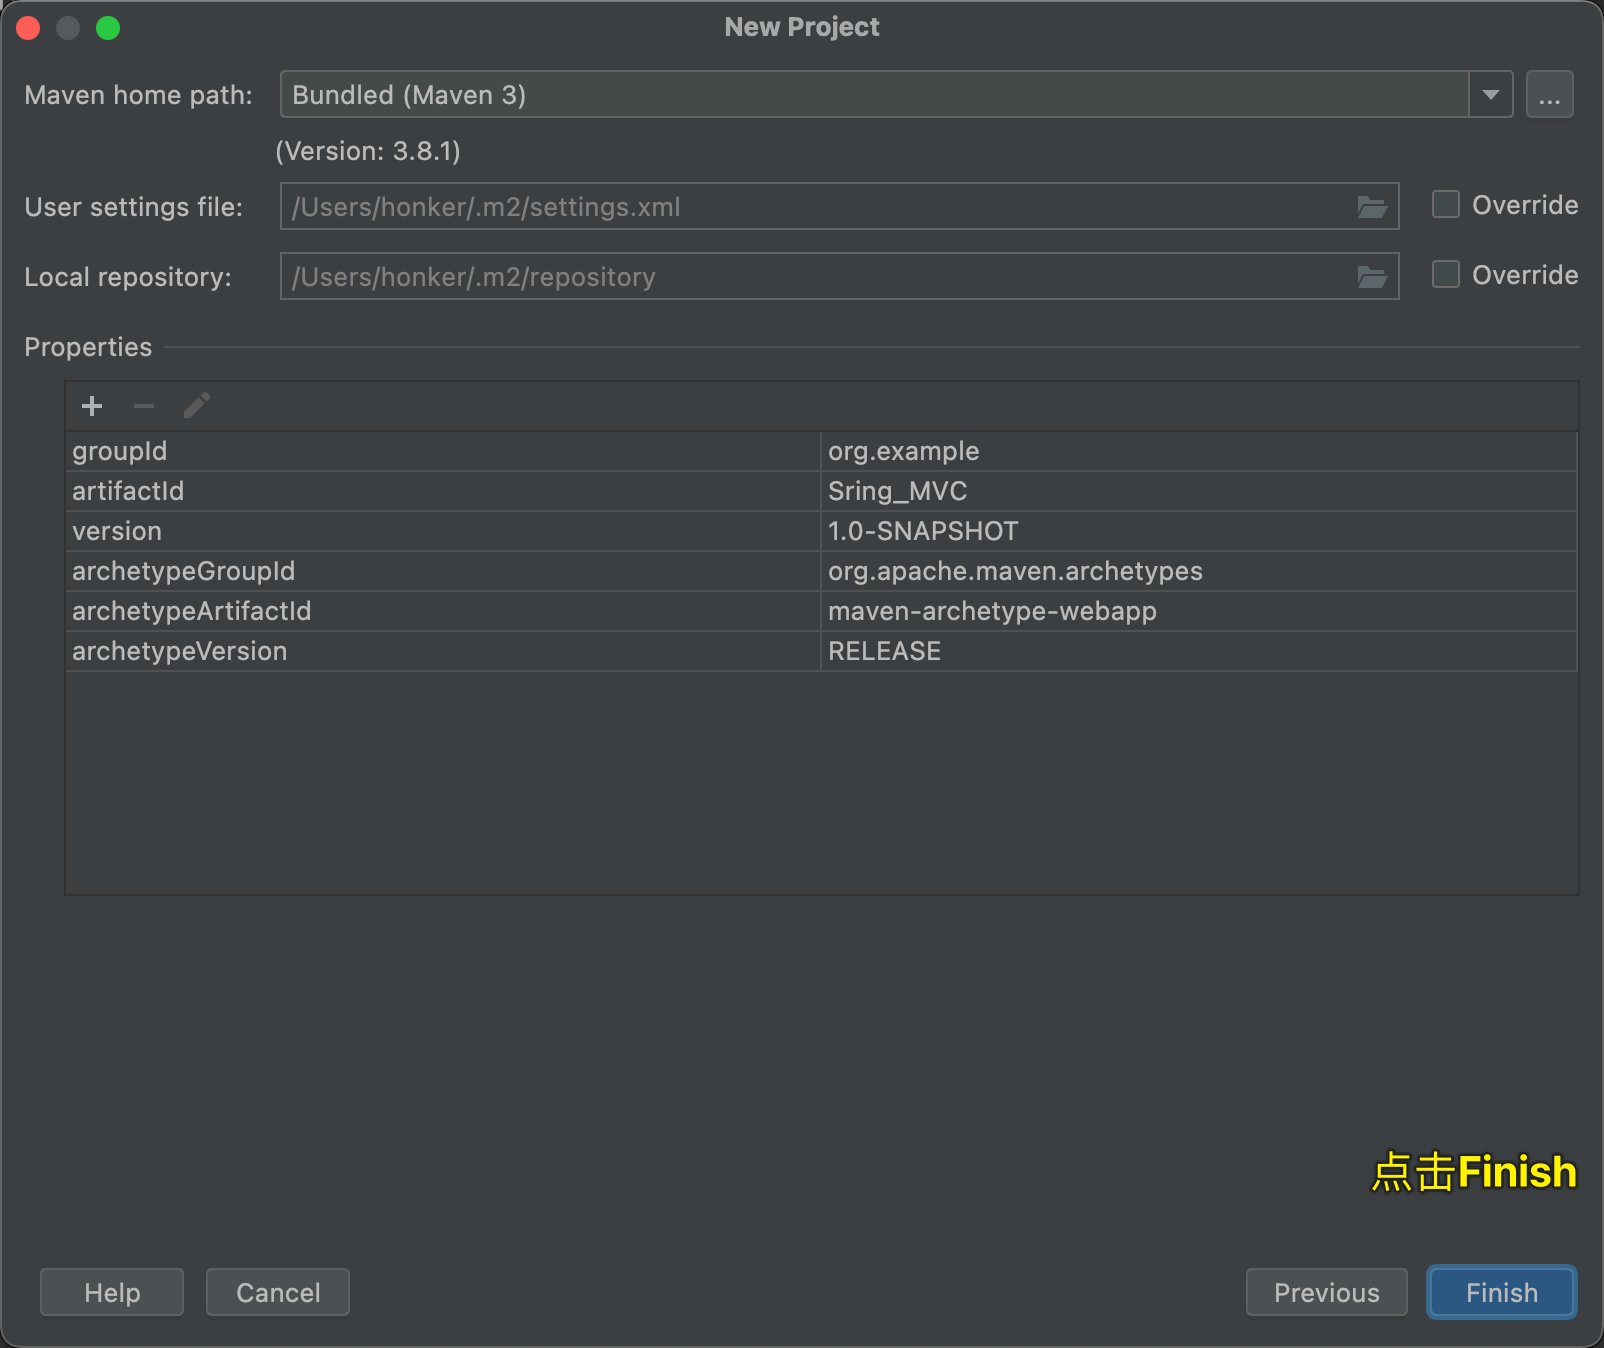 New Project
Maven home path: Bundled (Maven 3) ...
(Version: 3.8.1)
User settings file: /Users/honker/.m2/settings.xml Override
Local repository: /Users/honker/.m2/repository Override
Properties
groupId org.example
artifactId Sring_MVC
version 1.0-SNAPSHOT
archetypeGroupId org.apache.maven.archetypes
archetypeArtifactId maven-archetype-webapp
archetypeVersion RELEASE
点击Finish
Help Cancel Previous Finish